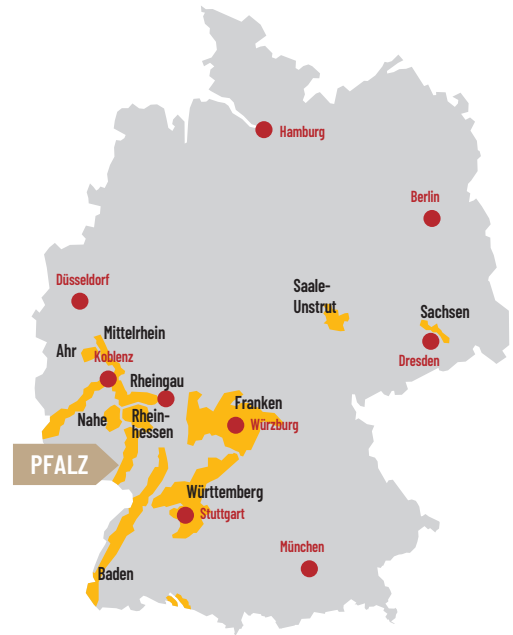 Hamburg
Berlin
Düsseldorf
Saale-
Unstrut
Sachsen
Mittelrhein
Ahr
Koblenz
Dresden
Rheingau
Franken
Nahe
Rhein-
hessen
Würzburg
PFALZ
Württemberg
Stuttgart
München
Baden